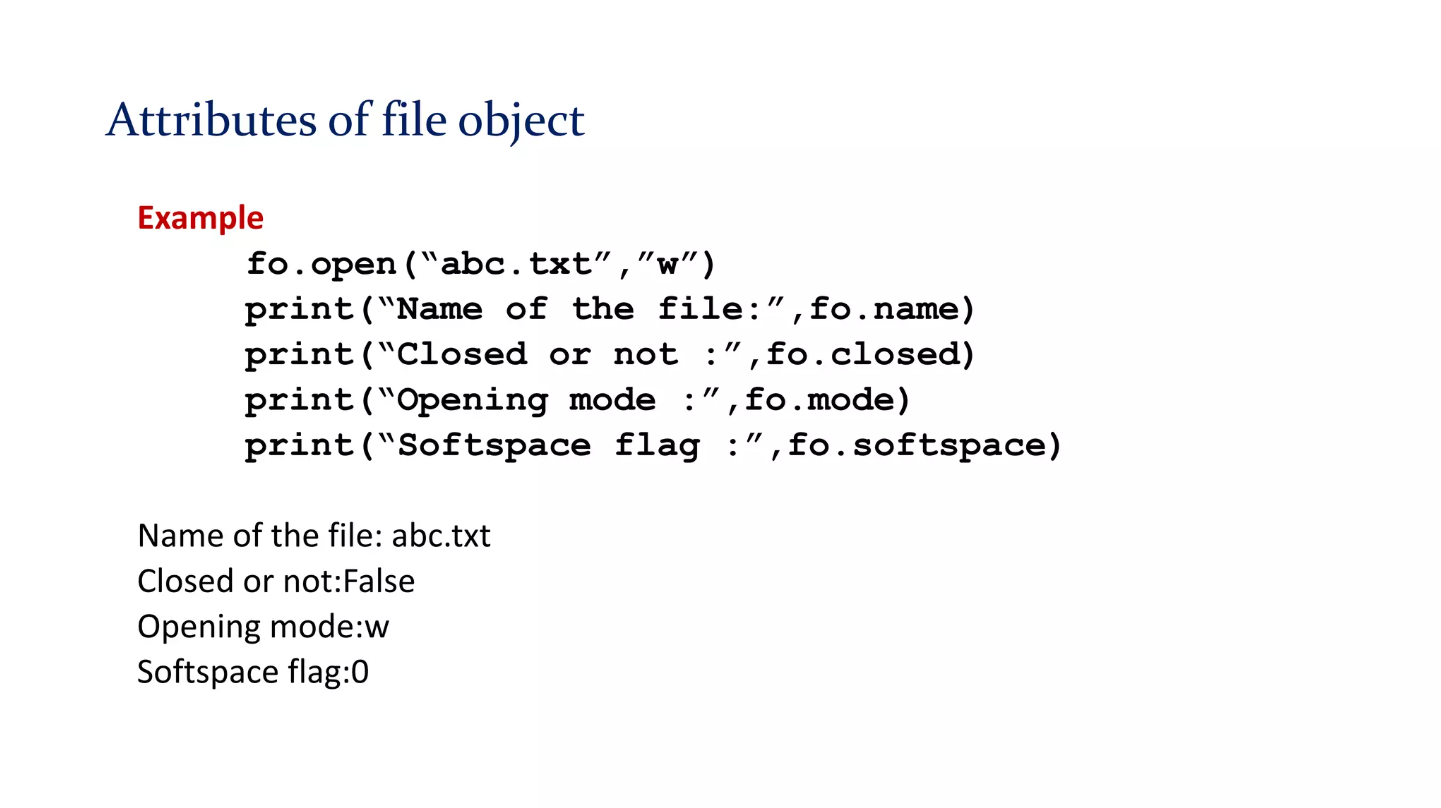 Attributes of file object
Example
fo.open(“abc.txt”,”w”)
print(“Name of the file:”,fo.name)
print(“Closed or not :”,fo.closed)
print(“Opening mode :”,fo.mode)
print(“Softspace flag :”,fo.softspace)
Name of the file: abc.txt
Closed or not:False
Opening mode:w
Softspace flag:0